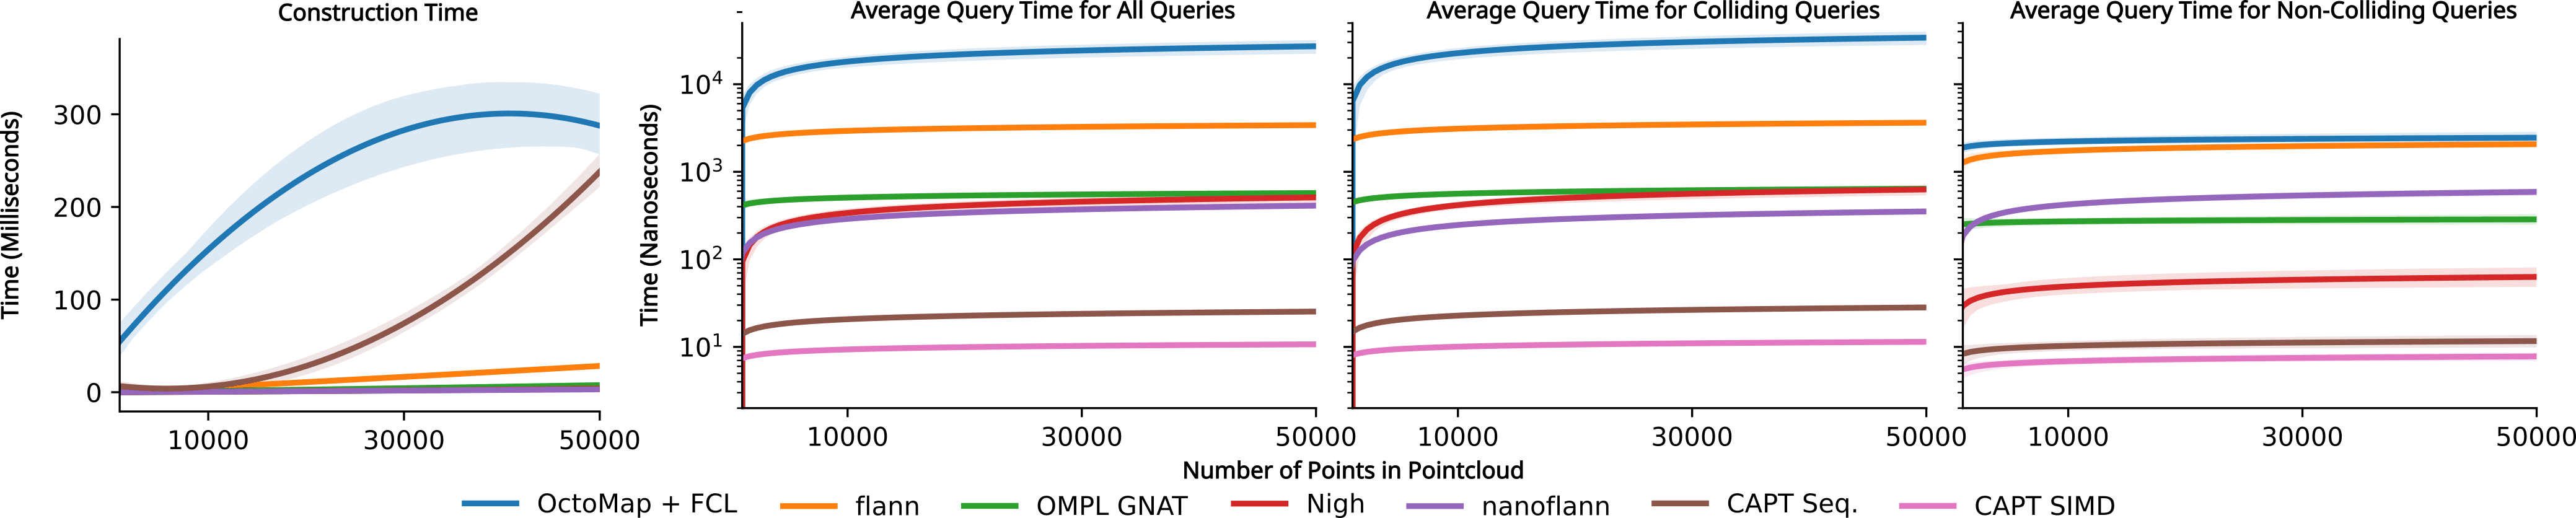 Construction Time
Average Query Time for All Queries
Average Query Time for Colliding Queries
Average Query Time for Non-Colliding Queries
Time (Milliseconds)
300
200
100
0
10000 30000 50000
Time (Nanoseconds)
10⁴
10³
10²
10¹
10000 30000 50000
10000 30000 50000
10000 30000 50000
Number of Points in Pointcloud
OctoMap + FCL flann OMPL GNAT Nigh nanoflann CAPT Seq. CAPT SIMD